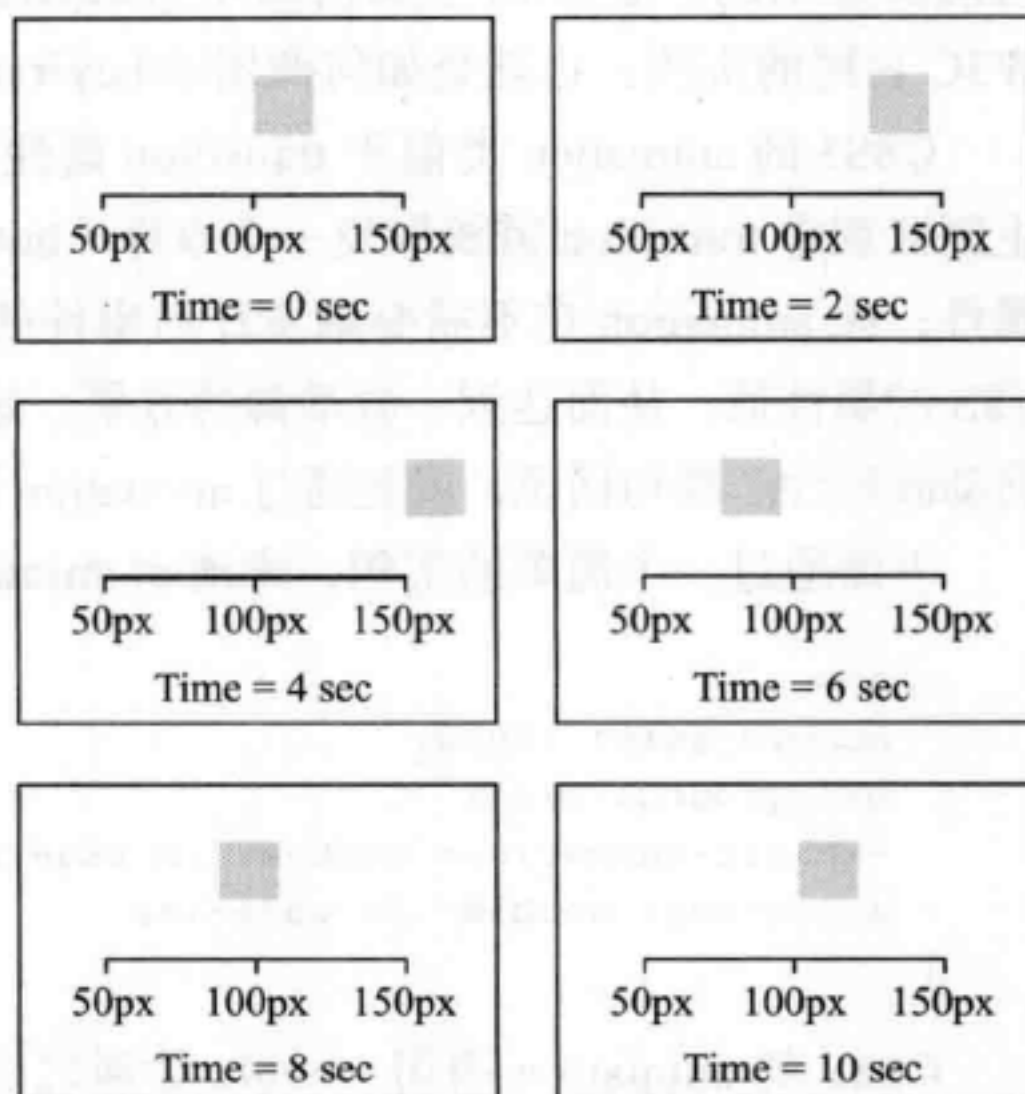 50px 100px 150px
Time = 0 sec
50px 100px 150px
Time = 2 sec
50px 100px 150px
Time = 4 sec
50px 100px 150px
Time = 6 sec
50px 100px 150px
Time = 8 sec
50px 100px 150px
Time = 10 sec